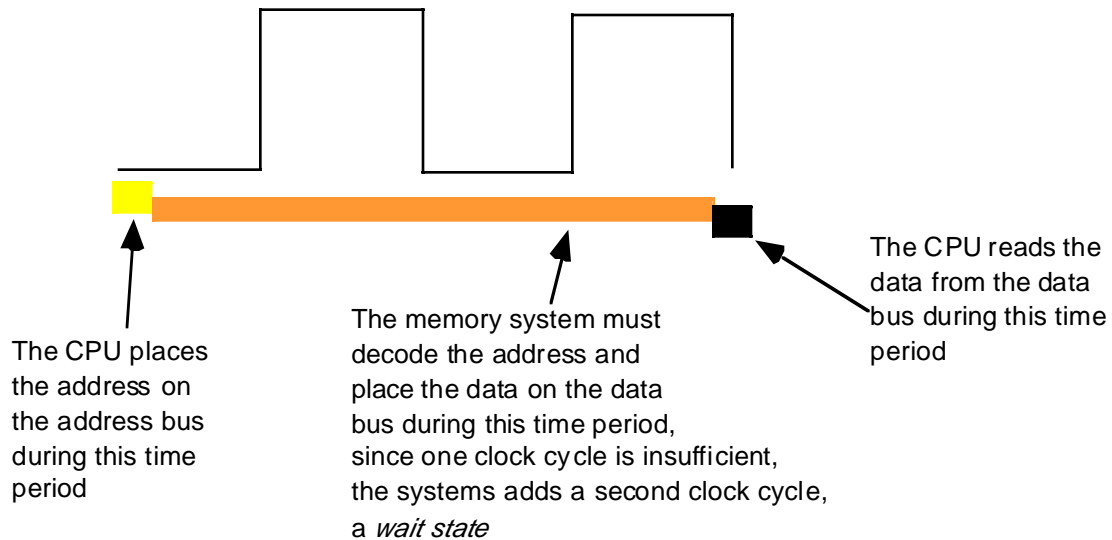 The CPU places
the address on
the address bus
during this time
period
The memory system must
decode the address and
place the data on the data
bus during this time period,
since one clock cycle is insufficient,
the systems adds a second clock cycle,
a wait state
The CPU reads the
data from the data
bus during this time
period